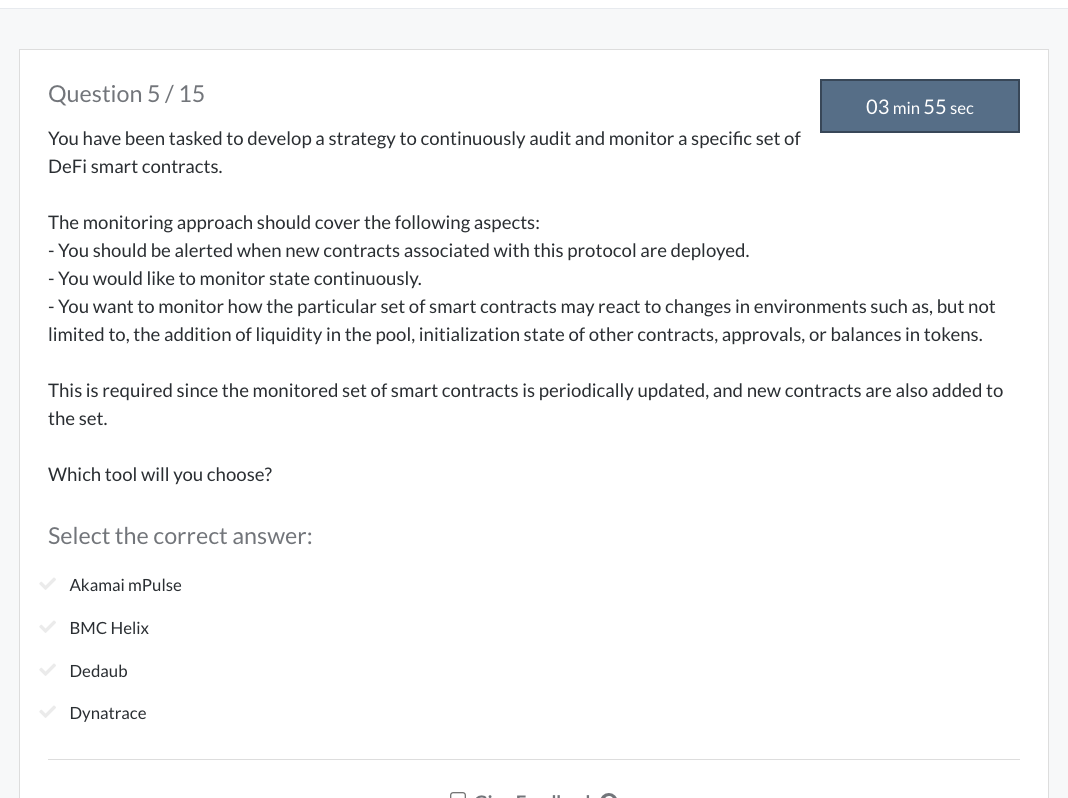 Question 5 / 15
03 min 55 sec
You have been tasked to develop a strategy to continuously audit and monitor a specific set of
DeFi smart contracts.
The monitoring approach should cover the following aspects:
- You should be alerted when new contracts associated with this protocol are deployed.
- You would like to monitor state continuously.
- You want to monitor how the particular set of smart contracts may react to changes in environments such as, but not
limited to, the addition of liquidity in the pool, initialization state of other contracts, approvals, or balances in tokens.
This is required since the monitored set of smart contracts is periodically updated, and new contracts are also added to
the set.
Which tool will you choose?
Select the correct answer:
Akamai mPulse
BMC Helix
Dedaub
Dynatrace